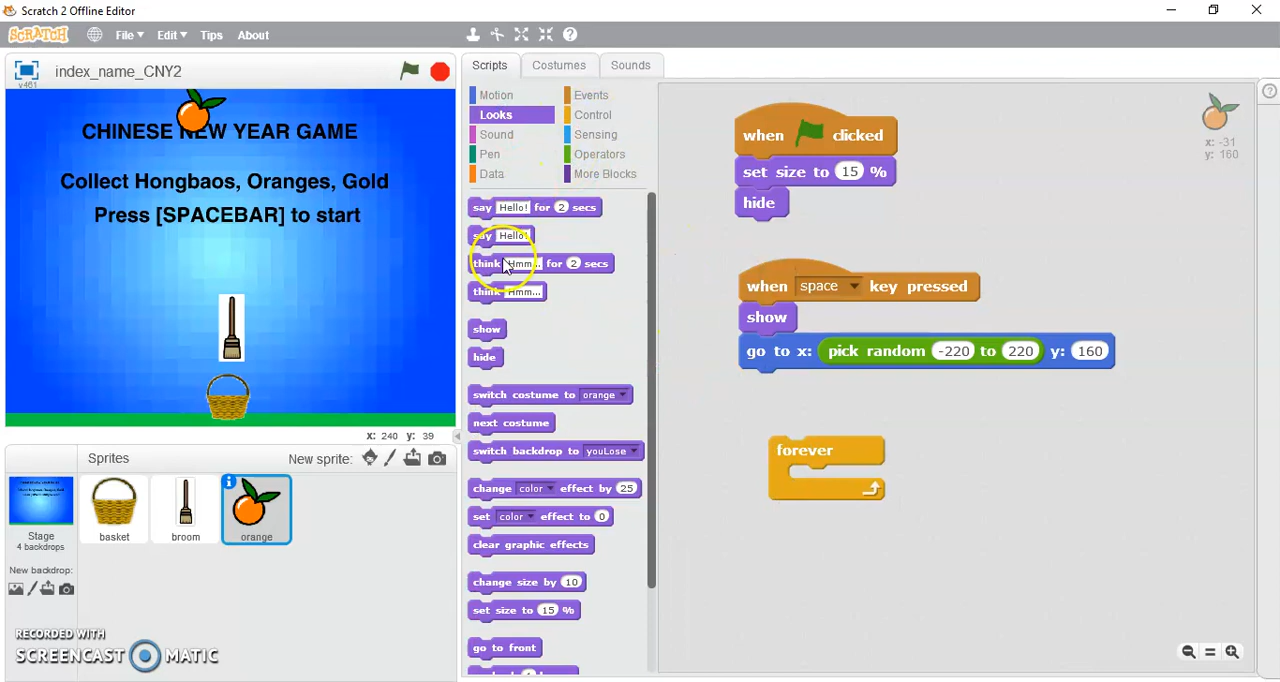 Scratch 2 Offline Editor
SCRATCH File Edit Tips About
index_name_CNY2
v461
CHINESE NEW YEAR GAME
Collect Hongbaos, Oranges, Gold
Press [SPACEBAR] to start
x: 240 y: 39
Sprites New sprite:
Stage
4 backdrops
New backdrop:
basket
broom
orange
RECORDED WITH
SCREENCAST MATIC
Scripts Costumes Sounds
Motion Events
Looks Control
Sound Sensing
Pen Operators
Data More Blocks
say Hello! for 2 secs
say Hello!
think Hmm... for 2 secs
think Hmm...
show
hide
switch costume to orange
next costume
switch backdrop to youLose
change color effect by 25
set color effect to 0
clear graphic effects
change size by 10
set size to 15 %
go to front
when clicked
set size to 15 %
hide
when space key pressed
show
go to x: pick random -220 to 220 y: 160
forever
x: -31
y: 160